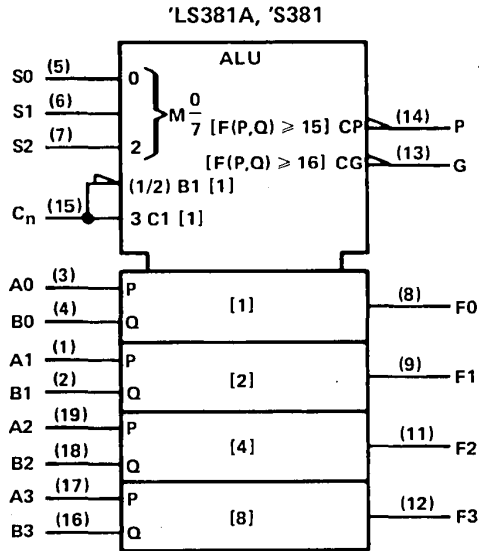 'LS381A, 'S381
ALU
S0 (5) 0
S1 (6)
S2 (7) 2
M 0/7
[F(P,Q) ⩾ 15] CP (14) P
[F(P,Q) ⩾ 16] CG (13) G
(1/2) B1 [1]
Cn (15) 3 C1 [1]
A0 (3) P
B0 (4) Q
[1] (8) F0
A1 (1) P
B1 (2) Q
[2] (9) F1
A2 (19) P
B2 (18) Q
[4] (11) F2
A3 (17) P
B3 (16) Q
[8] (12) F3